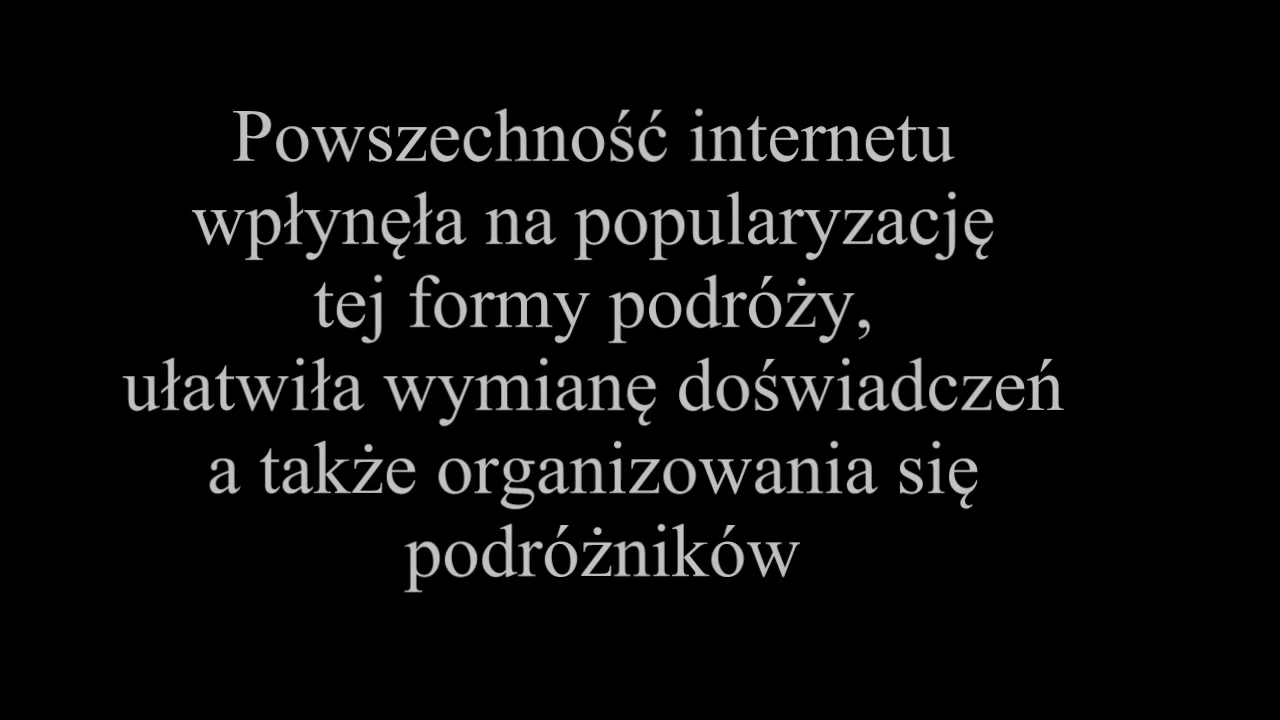 Powszechność internetu
wpłynęła na popularyzację
tej formy podróży,
ułatwiła wymianę doświadczeń
a także organizowania się
podróżników